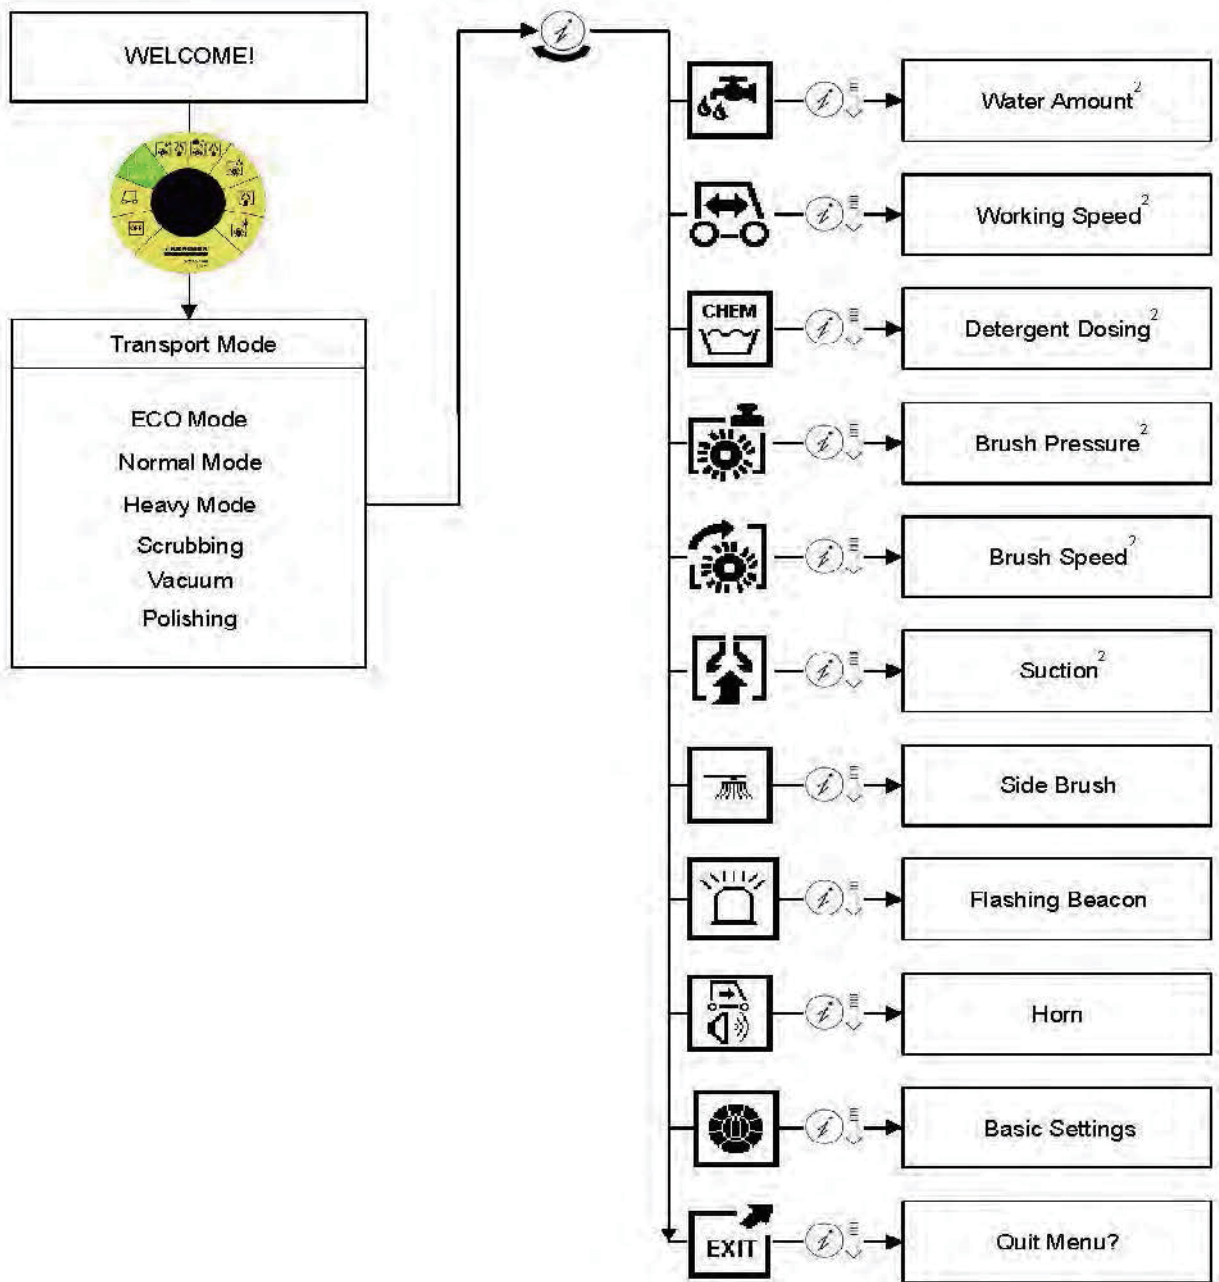 WELCOME!
OFF
Transport Mode
ECO Mode
Normal Mode
Heavy Mode
Scrubbing
Vacuum
Polishing
i
i
Water Amount²
i
Working Speed²
CHEM
i
Detergent Dosing²
i
Brush Pressure²
i
Brush Speed²
i
Suction²
i
Side Brush
i
Flashing Beacon
i
Horn
i
Basic Settings
EXIT
i
Quit Menu?